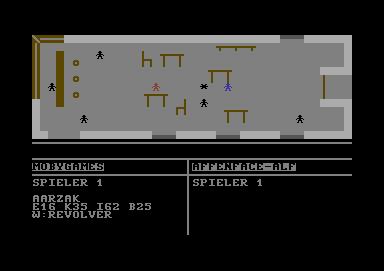 MOBYGAMES
SPIELER 1
AARZAK
E16 K35 I62 B25
W:REVOLVER
AFFENFACE-ALF
SPIELER 1